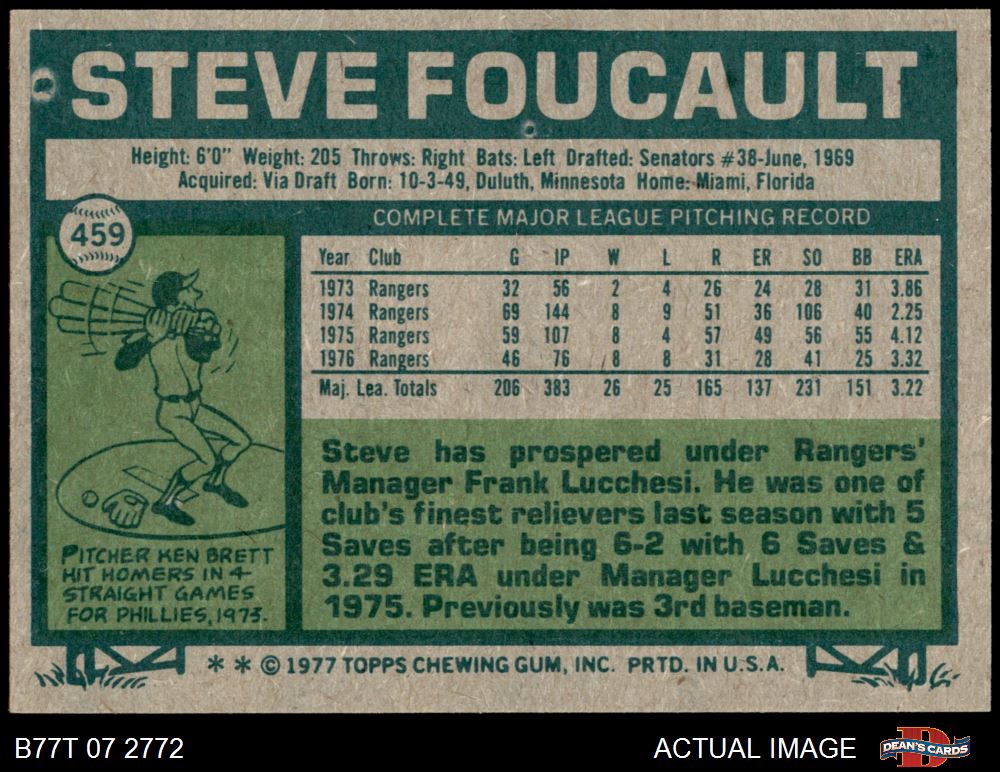 STEVE FOUCAULT
Height: 6'0" Weight: 205 Throws: Right Bats: Left Drafted: Senators #38-June, 1969
Acquired: Via Draft Born: 10-3-49, Duluth, Minnesota Home: Miami, Florida
459
COMPLETE MAJOR LEAGUE PITCHING RECORD
Year Club G IP W L R ER SO BB ERA
1973 Rangers 32 56 2 4 26 24 28 31 3.86
1974 Rangers 69 144 8 9 51 36 106 40 2.25
1975 Rangers 59 107 8 4 57 49 56 55 4.12
1976 Rangers 46 76 8 8 31 28 41 25 3.32
Maj. Lea. Totals 206 383 26 25 165 137 231 151 3.22
Steve has prospered under Rangers'
Manager Frank Lucchesi. He was one of
club's finest relievers last season with 5
Saves after being 6-2 with 6 Saves &
3.29 ERA under Manager Lucchesi in
1975. Previously was 3rd baseman.
PITCHER KEN BRETT
HIT HOMERS IN 4
STRAIGHT GAMES
FOR PHILLIES, 1973.
* * © 1977 TOPPS CHEWING GUM, INC. PRTD. IN U.S.A.
B77T 07 2772
ACTUAL IMAGE
D
DEAN'S CARDS